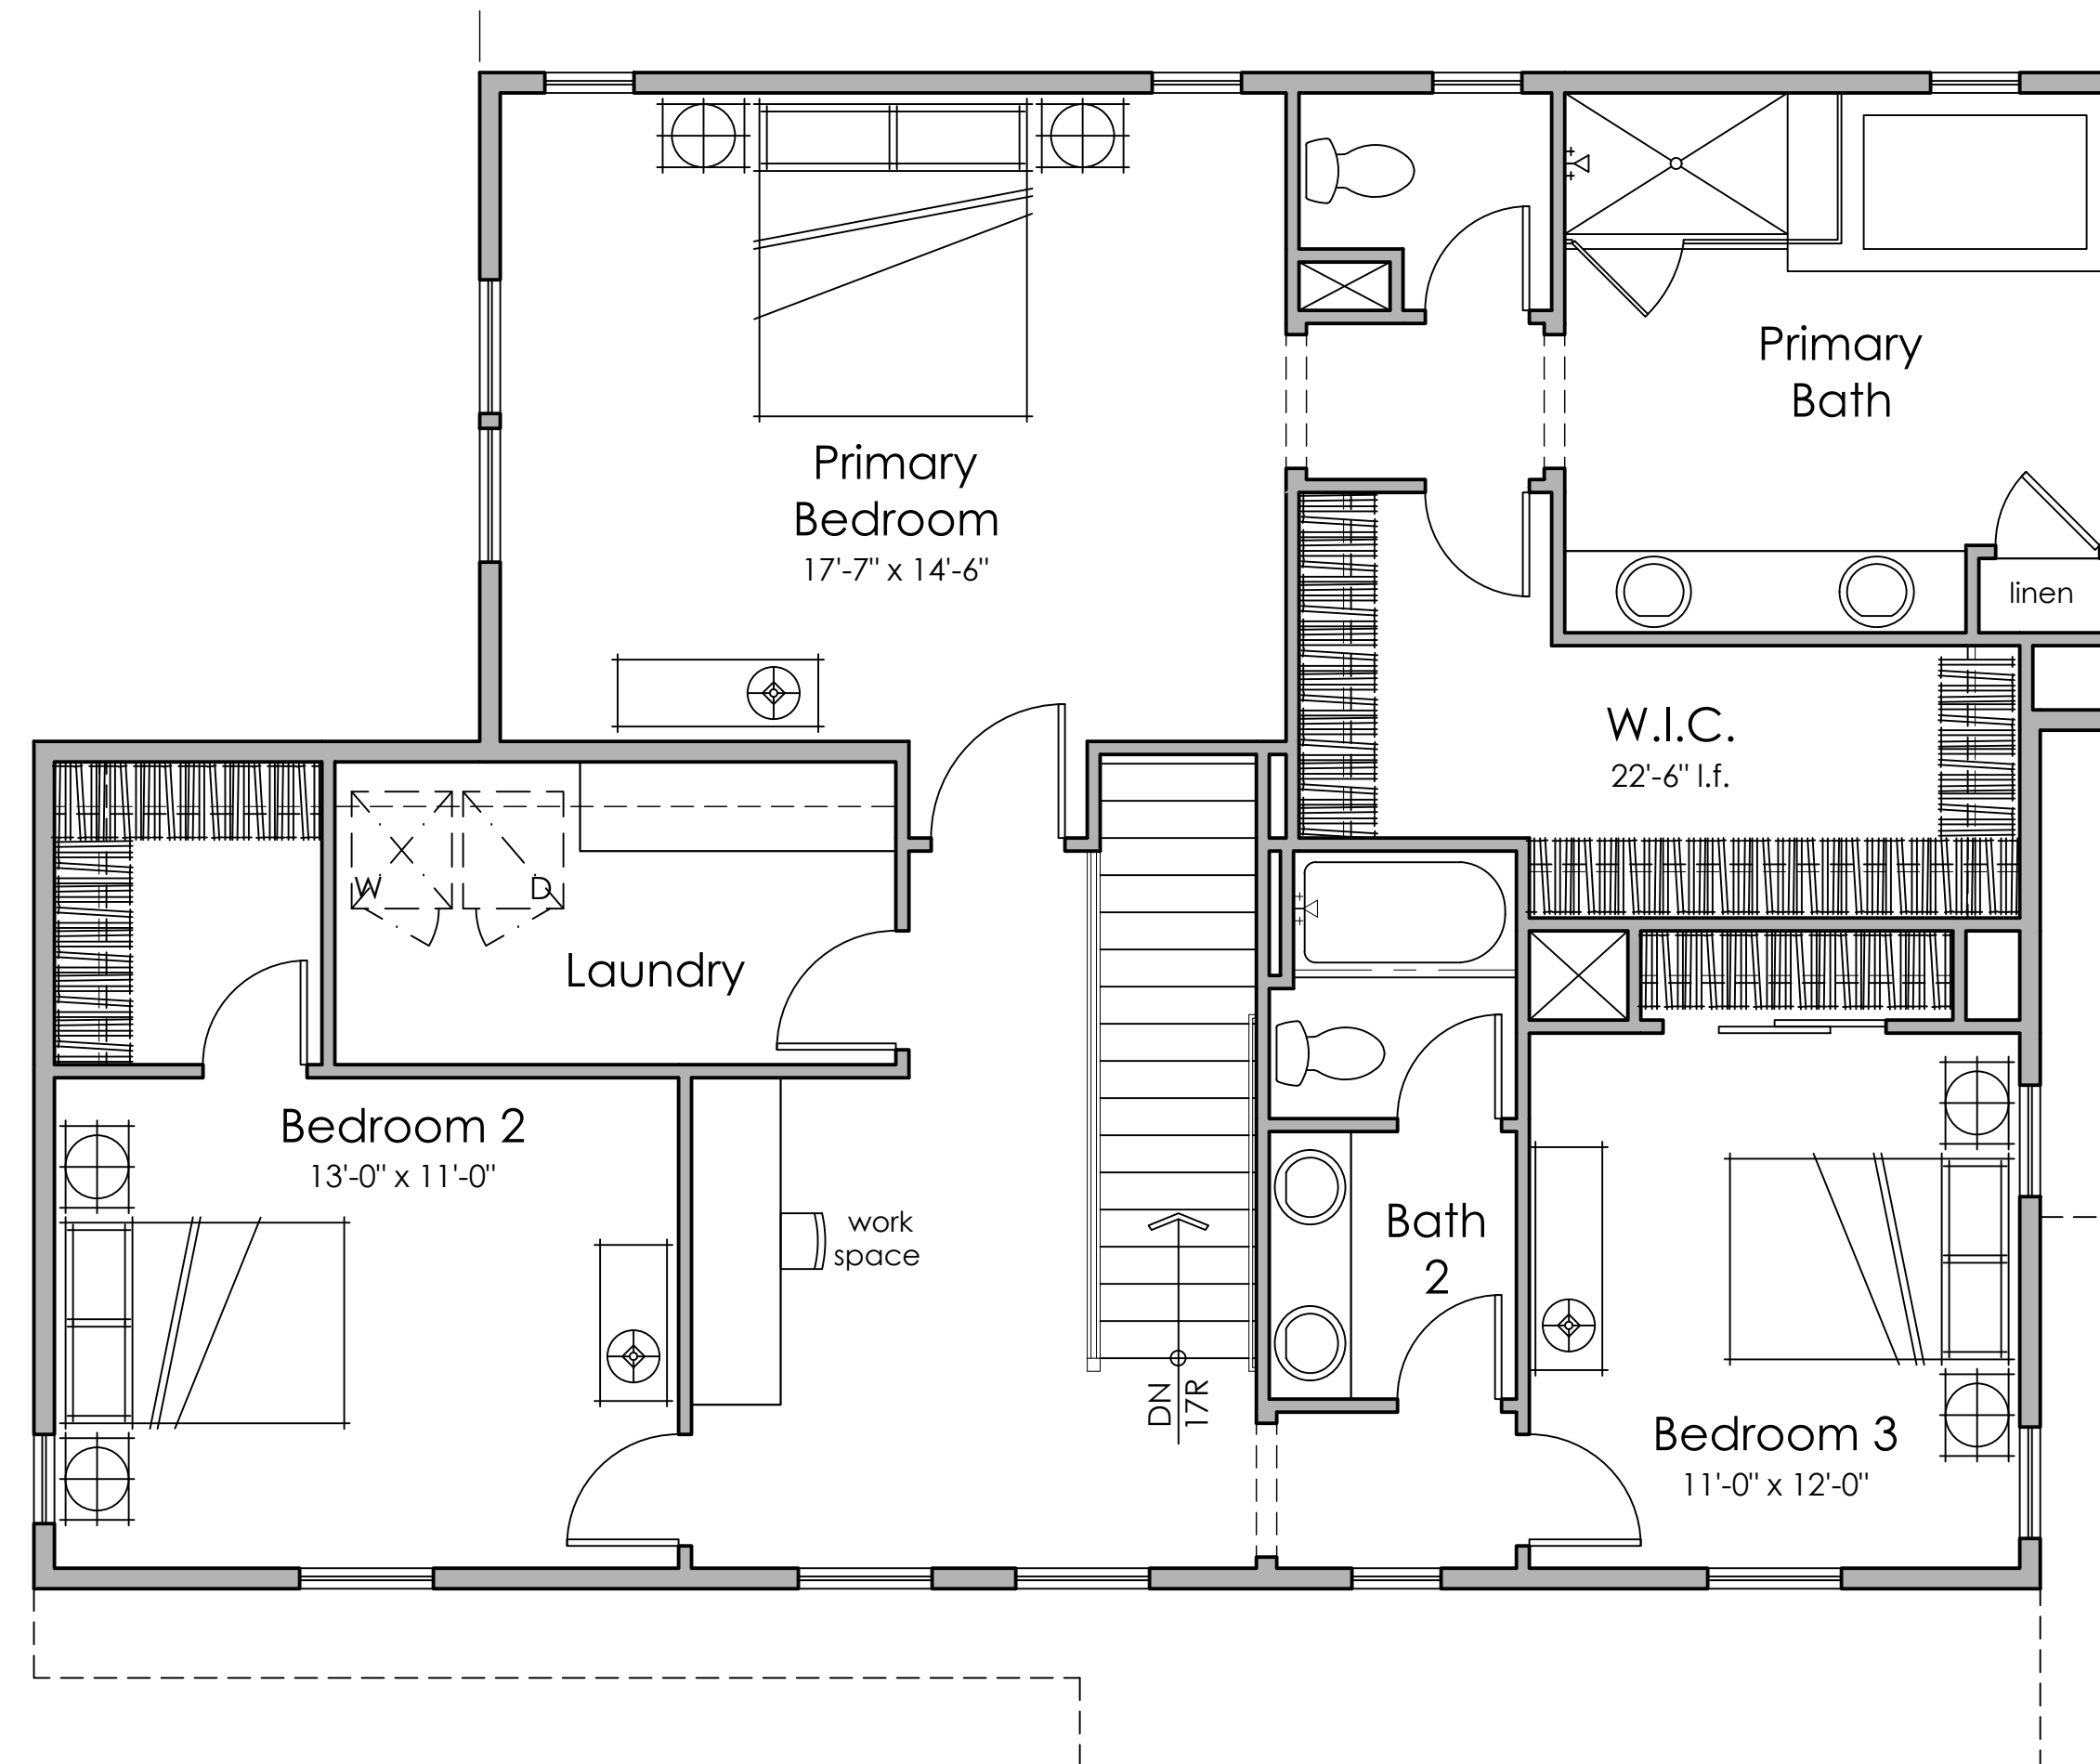 Primary
Bath
Primary
Bedroom
17'-7" x 14'-6"
linen
W.I.C.
22'-6" l.f.
W
D
Laundry
Bedroom 2
13'-0" x 11'-0"
work
space
Bath
2
DN
17R
Bedroom 3
11'-0" x 12'-0"